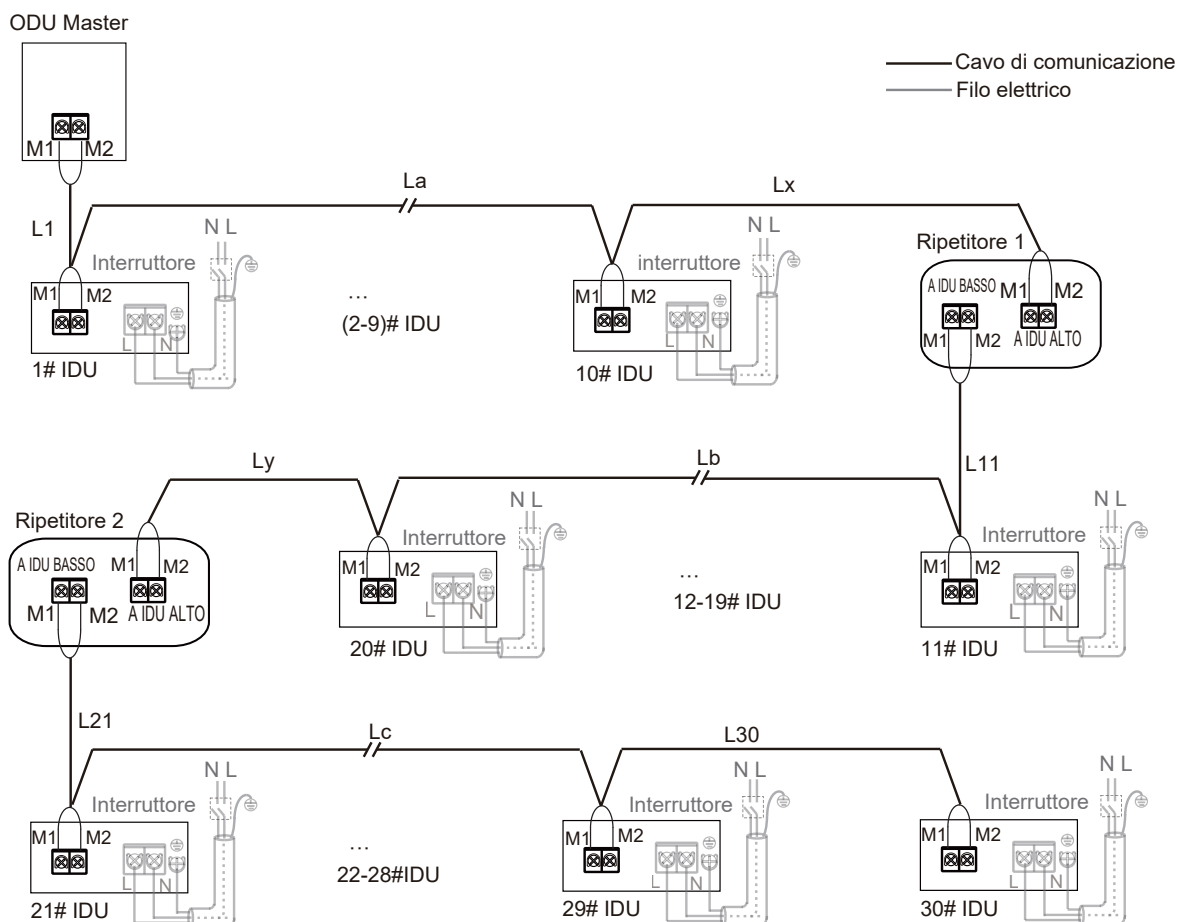 ODU Master
M1 M2
Cavo di comunicazione
Filo elettrico
L1
La
Lx
N L
Interruttore
M1 M2
L N
1# IDU
...
(2-9)# IDU
N L
interruttore
M1 M2
L N
10# IDU
Ripetitore 1
A IDU BASSO
M1 M2
M1 M2
A IDU ALTO
L11
Ly
Lb
Ripetitore 2
A IDU BASSO
M1 M2
M1 M2
A IDU ALTO
N L
Interruttore
M1 M2
L N
20# IDU
...
12-19# IDU
N L
Interruttore
M1 M2
L N
11# IDU
L21
Lc
L30
N L
Interruttore
M1 M2
L N
21# IDU
...
22-28#IDU
N L
Interruttore
M1 M2
L N
29# IDU
N L
Interruttore
M1 M2
L N
30# IDU